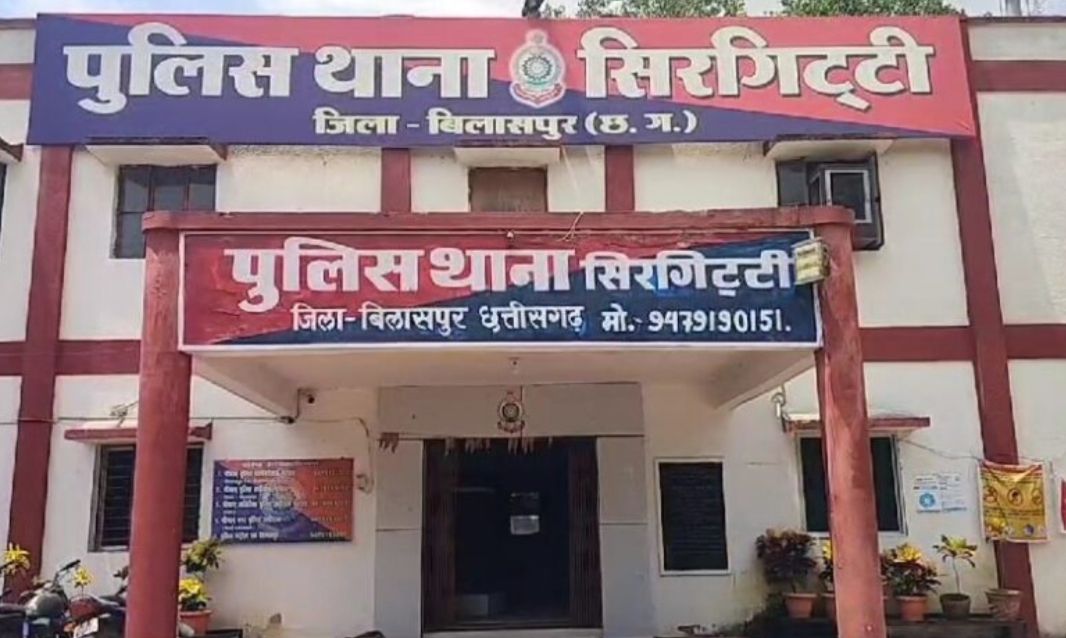 पुलिस थाना सिरगिट्टी
जिला - बिलासपुर (छ. ग.)
पुलिस थाना सिरगिट्टी
जिला- बिलासपुर छत्तीसगढ़ मो.- 9479190151.